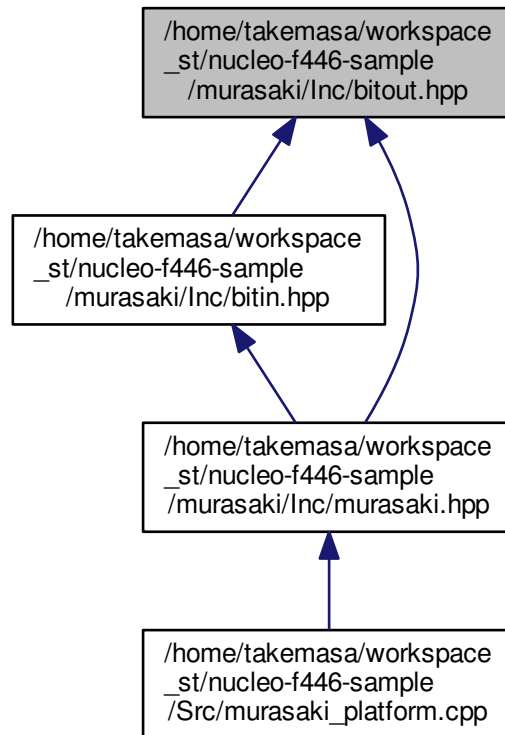 /home/takemasa/workspace
_st/nucleo-f446-sample
/murasaki/Inc/bitout.hpp
/home/takemasa/workspace
_st/nucleo-f446-sample
/murasaki/Inc/bitin.hpp
/home/takemasa/workspace
_st/nucleo-f446-sample
/murasaki/Inc/murasaki.hpp
/home/takemasa/workspace
_st/nucleo-f446-sample
/Src/murasaki_platform.cpp